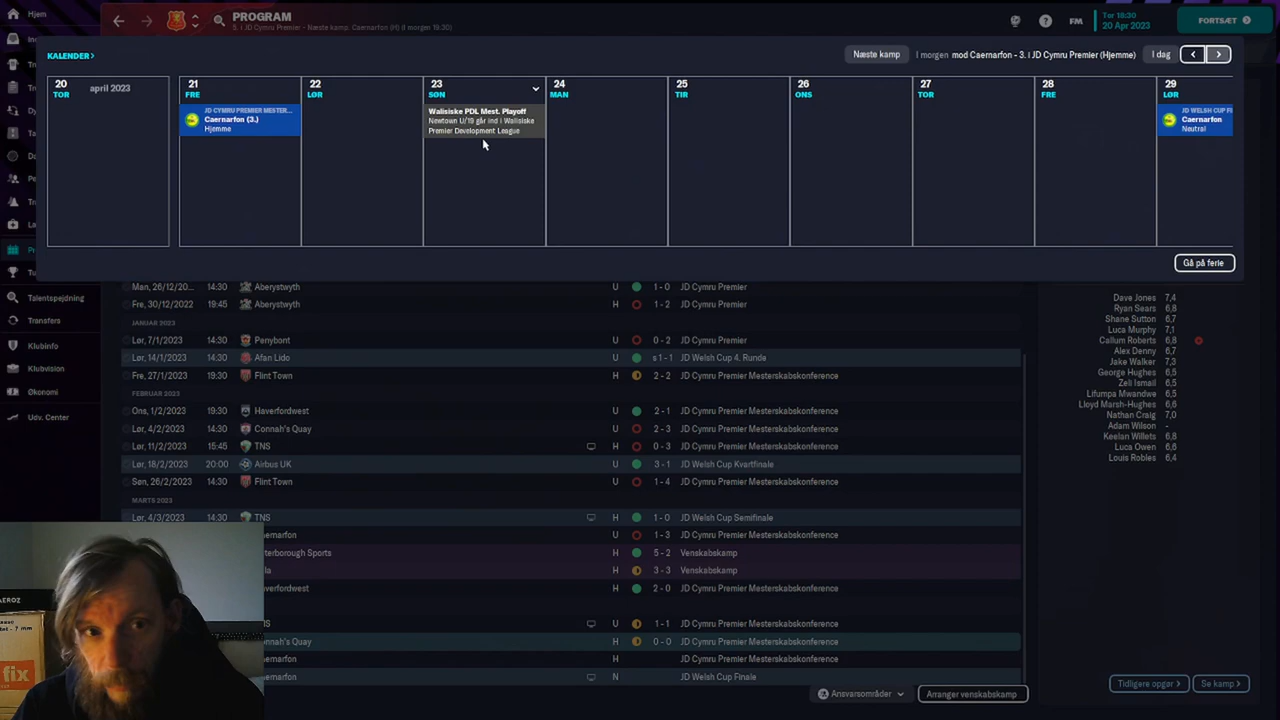 Hjem
PROGRAM
5. i JD Cymru Premier - Næste kamp: Caernarfon (H) (I morgen 19:30)
FM
Tor 18:30
20 Apr 2023
FORTSÆT
KALENDER>
Næste kamp
I morgen mod Caernarfon - 3. i JD Cymru Premier (Hjemme)
I dag
20 TOR
april 2023
21 FRE
22 LØR
23 SØN
24 MAN
25 TIR
26 ONS
27 TOR
28 FRE
29 LØR
JD CYMRU PREMIER MESTER...
Caernarfon (3.)
Hjemme
Walisiske PDL Mest. Playoff
Newtown U/19 går ind i Walisiske
Premier Development League
JD WELSH CUP FI
Caernarfon
Neutral
Gå på ferie
Talentspejdning
Transfers
Klubinfo
Klubvision
Økonomi
Udv. Center
Man, 26/12/20... 14:30 Aberystwyth U 1 - 0 JD Cymru Premier
Fre, 30/12/2022 19:45 Aberystwyth H 1 - 2 JD Cymru Premier
JANUAR 2023
Lør, 7/1/2023 14:30 Penybont U 0 - 2 JD Cymru Premier
Lør, 14/1/2023 14:30 Afan Lido U s 1 - 1 JD Welsh Cup 4. Runde
Fre, 27/1/2023 19:30 Flint Town U 2 - 2 JD Cymru Premier Mesterskabskonference
FEBRUAR 2023
Ons, 1/2/2023 19:30 Haverfordwest U 2 - 1 JD Cymru Premier Mesterskabskonference
Lør, 4/2/2023 14:30 Connah's Quay U 2 - 3 JD Cymru Premier Mesterskabskonference
Lør, 11/2/2023 15:45 TNS H 0 - 3 JD Cymru Premier Mesterskabskonference
Lør, 18/2/2023 20:00 Airbus UK U 3 - 1 JD Welsh Cup Kvartfinale
Søn, 26/2/2023 14:30 Flint Town H 1 - 4 JD Cymru Premier Mesterskabskonference
MARTS 2023
Lør, 4/3/2023 14:30 TNS H 1 - 0 JD Welsh Cup Semifinale
emarfon U 1 - 3 JD Cymru Premier Mesterskabskonference
terborough Sports H 5 - 2 Venskabskamp
la H 3 - 3 Venskabskamp
averfordwest H 2 - 0 JD Cymru Premier Mesterskabskonference
IS U 1 - 1 JD Cymru Premier Mesterskabskonference
nnah's Quay U 0 - 0 JD Cymru Premier Mesterskabskonference
emarfon H JD Cymru Premier Mesterskabskonference
emarfon N JD Welsh Cup Finale
Dave Jones 7,4
Ryan Sears 6,8
Shane Sutton 6,7
Luca Murphy 7,1
Callum Roberts 6,8
Alex Denny 6,7
Jake Walker 7,3
George Hughes 6,5
Zeli Ismail 6,5
Lifumpa Mwandwe 6,5
Lloyd Marsh-Hughes 6,6
Nathan Craig 7,0
Adam Wilson -
Keelan Willets 6,8
Luca Owen 6,6
Louis Robles 6,4
Ansvarsområder
Arranger venskabskamp
Tidligere opgør >
Se kamp >
AEROZ
fix